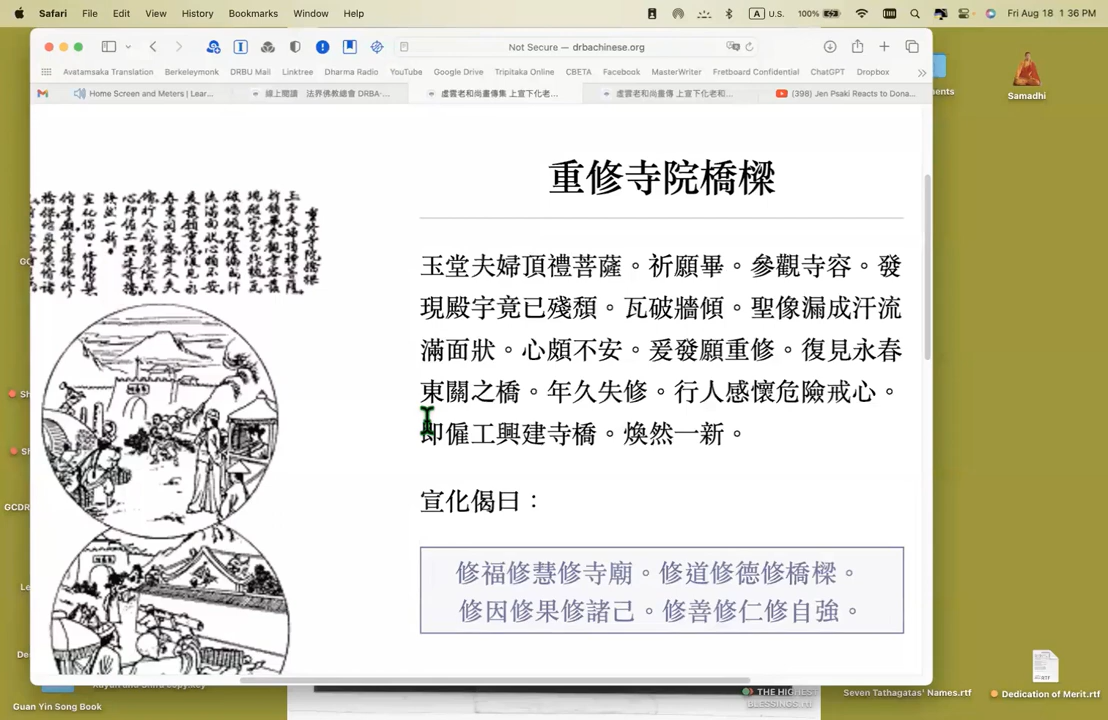 Safari File Edit View History Bookmarks Window Help
A U.S. 100% Fri Aug 18 1:36 PM
Not Secure — drbachinese.org
Avatamsaka Translation Berkeleymonk DRBU Mail Linktree Dharma Radio YouTube Google Drive Tripitaka Online CBETA Facebook MasterWriter Fretboard Confidential ChatGPT Dropbox
Home Screen and Meters | Lear... 線上閱讀 法界佛教總會 DRBA-... 虛雲老和尚畫傳集 上宣下化老... 虛雲老和尚畫傳 上宣下化老和... (398) Jen Psaki Reacts to Dona...
Samadhi
重修寺院橋樑
玉堂夫婦頂禮菩薩。祈願畢。參觀寺容。發
現殿宇竟已殘頹。瓦破牆傾。聖像漏成汗流
滿面狀。心頗不安。爰發願重修。復見永春
東關之橋。年久失修。行人感懷危險戒心。
即僱工興建寺橋。煥然一新。
宣化偈曰：
修福修慧修寺廟。修道修德修橋樑。
修因修果修諸己。修善修仁修自強。
Guan Yin Song Book
THE HIGHEST
BLESSINGS.rtf
Seven Tathagatas' Names.rtf
Dedication of Merit.rtf